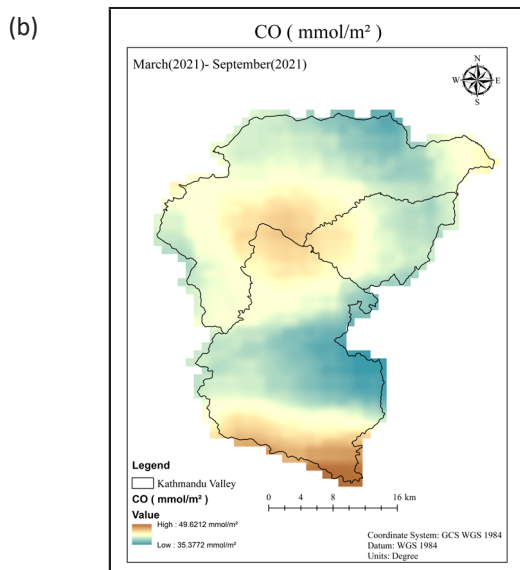 (b)
CO ( mmol/m² )
March(2021)- September(2021)
N
W E
S
Legend
Kathmandu Valley
CO ( mmol/m² )
Value
High : 49.6212 mmol/m²
Low : 35.3772 mmol/m²
0 4 8 16 km
Coordinate System: GCS WGS 1984
Datum: WGS 1984
Units: Degree